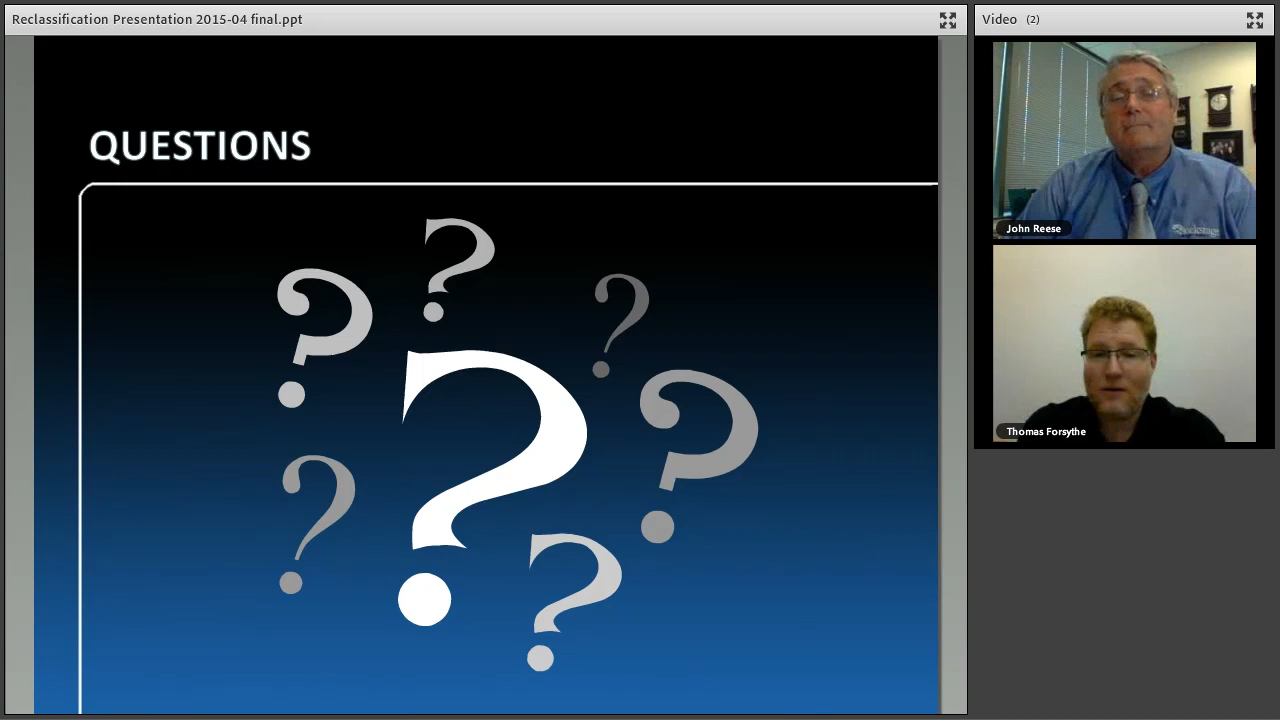 Reclassification Presentation 2015-04 final.ppt
QUESTIONS
? ? ? ? ? ? ? ?
Video (2)
John Reese
Thomas Forsythe